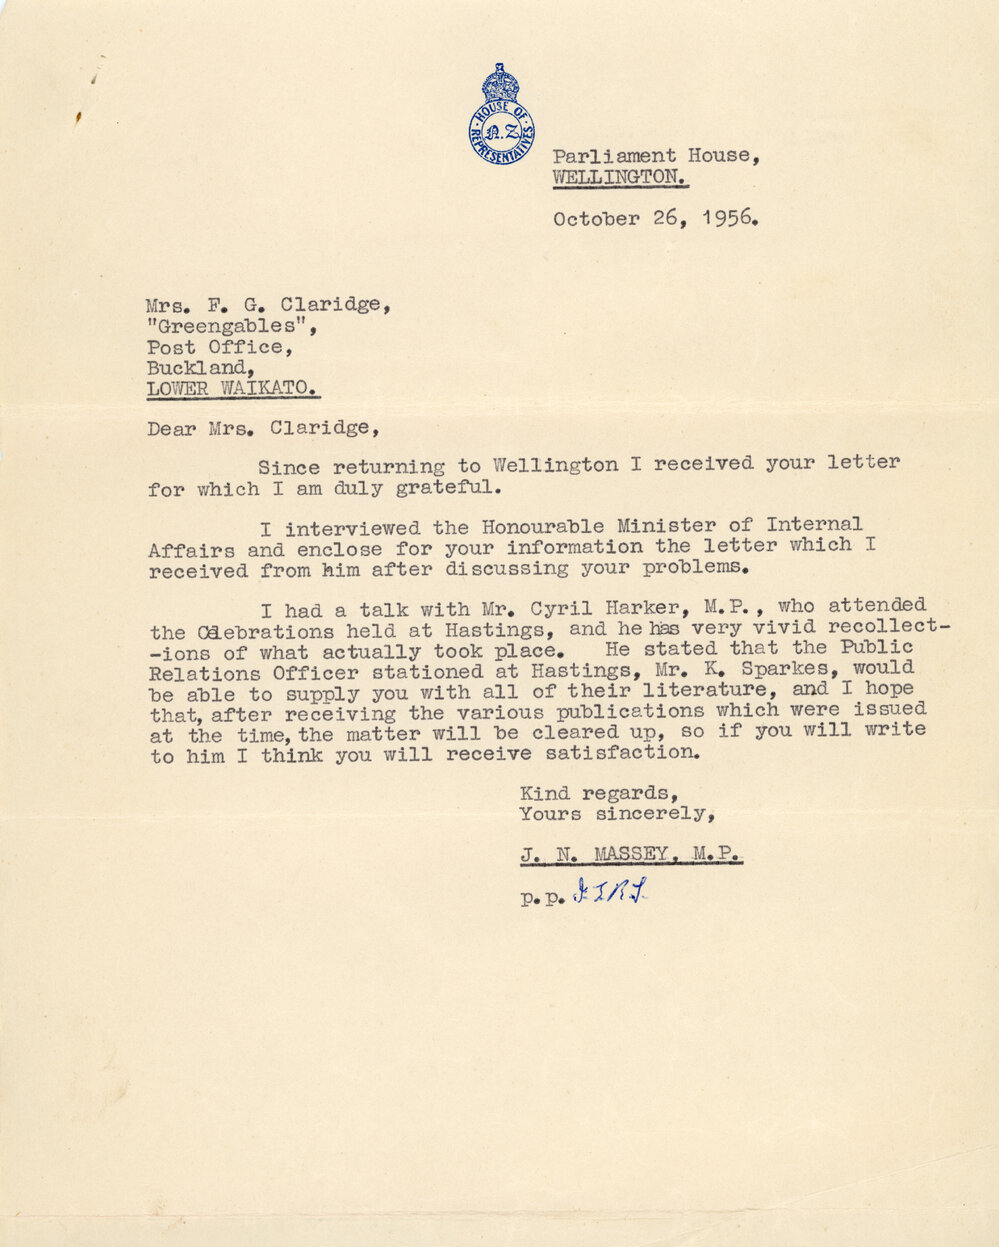 HOUSE OF REPRESENTATIVES
N.Z.
Parliament House,
WELLINGTON.
October 26, 1956.
Mrs. F. G. Claridge,
"Greengables",
Post Office,
Buckland,
LOWER WAIKATO.
Dear Mrs. Claridge,
Since returning to Wellington I received your letter
for which I am duly grateful.
I interviewed the Honourable Minister of Internal
Affairs and enclose for your information the letter which I
received from him after discussing your problems.
I had a talk with Mr. Cyril Harker, M.P., who attended
the Celebrations held at Hastings, and he has very vivid recollect-
-ions of what actually took place. He stated that the Public
Relations Officer stationed at Hastings, Mr. K. Sparkes, would
be able to supply you with all of their literature, and I hope
that, after receiving the various publications which were issued
at the time, the matter will be cleared up, so if you will write
to him I think you will receive satisfaction.
Kind regards,
Yours sincerely,
J. N. MASSEY, M.P.
p.p.